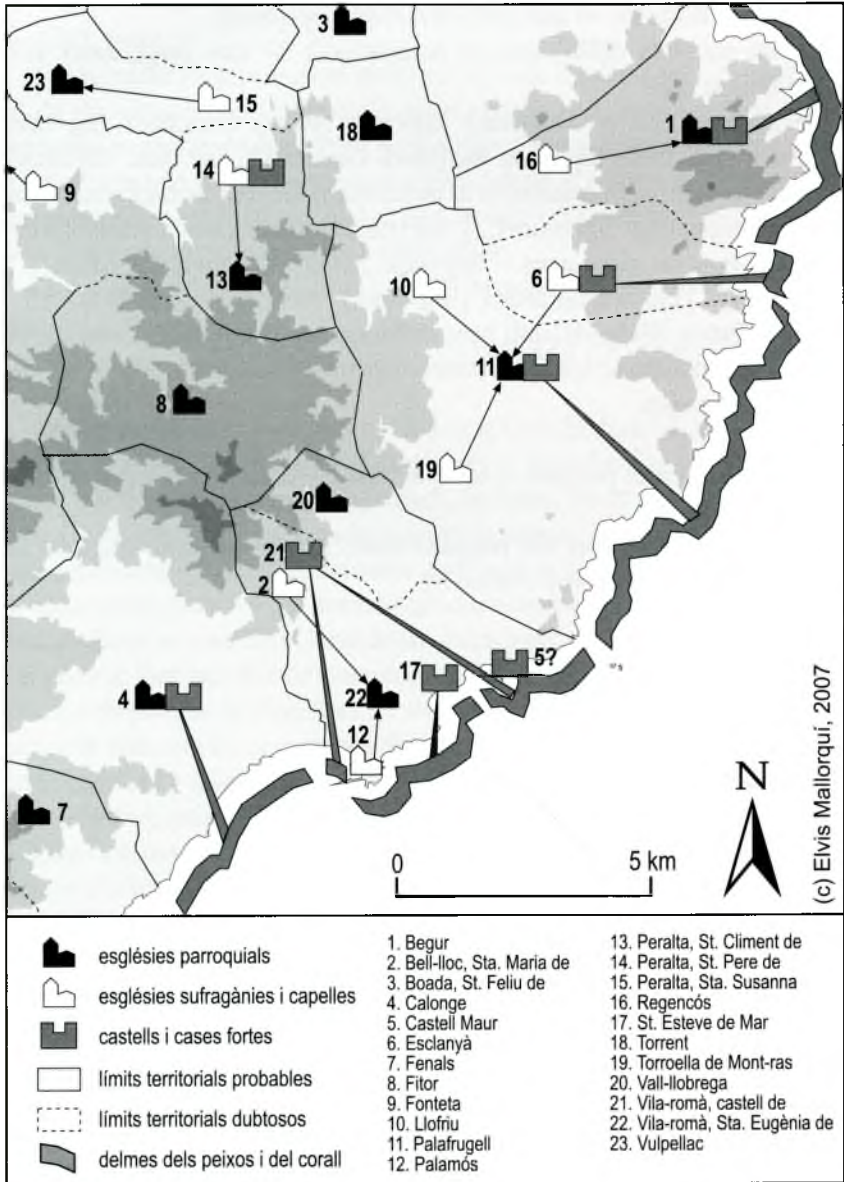 3
23
15
18
1
16
14
9
13
10
6
11
8
19
20
21
2
5?
17
4
22
12
7
N
0 5 km
(c) Elvis Mallorquí, 2007
esglésies parroquials
esglésies sufragànies i capelles
castells i cases fortes
límits territorials probables
límits territorials dubtosos
delmes dels peixos i del corall
1. Begur
2. Bell-lloc, Sta. Maria de
3. Boada, St. Feliu de
4. Calonge
5. Castell Maur
6. Esclanyà
7. Fenals
8. Fitor
9. Fonteta
10. Llofriu
11. Palafrugell
12. Palamós
13. Peralta, St. Climent de
14. Peralta, St. Pere de
15. Peralta, Sta. Susanna
16. Regencós
17. St. Esteve de Mar
18. Torrent
19. Torroella de Mont-ras
20. Vall-llobrega
21. Vila-romà, castell de
22. Vila-romà, Sta. Eugènia de
23. Vulpellac